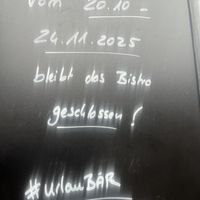 vom 20.10 -
24.11.2025
bleibt das Bistro
geschlossen!
#urlauBÄR